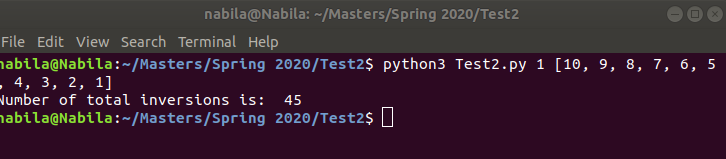 nabila@Nabila: ~/Masters/Spring 2020/Test2
File Edit View Search Terminal Help
nabila@Nabila:~/Masters/Spring 2020/Test2$ python3 Test2.py 1 [10, 9, 8, 7, 6, 5
, 4, 3, 2, 1]
Number of total inversions is:  45
nabila@Nabila:~/Masters/Spring 2020/Test2$